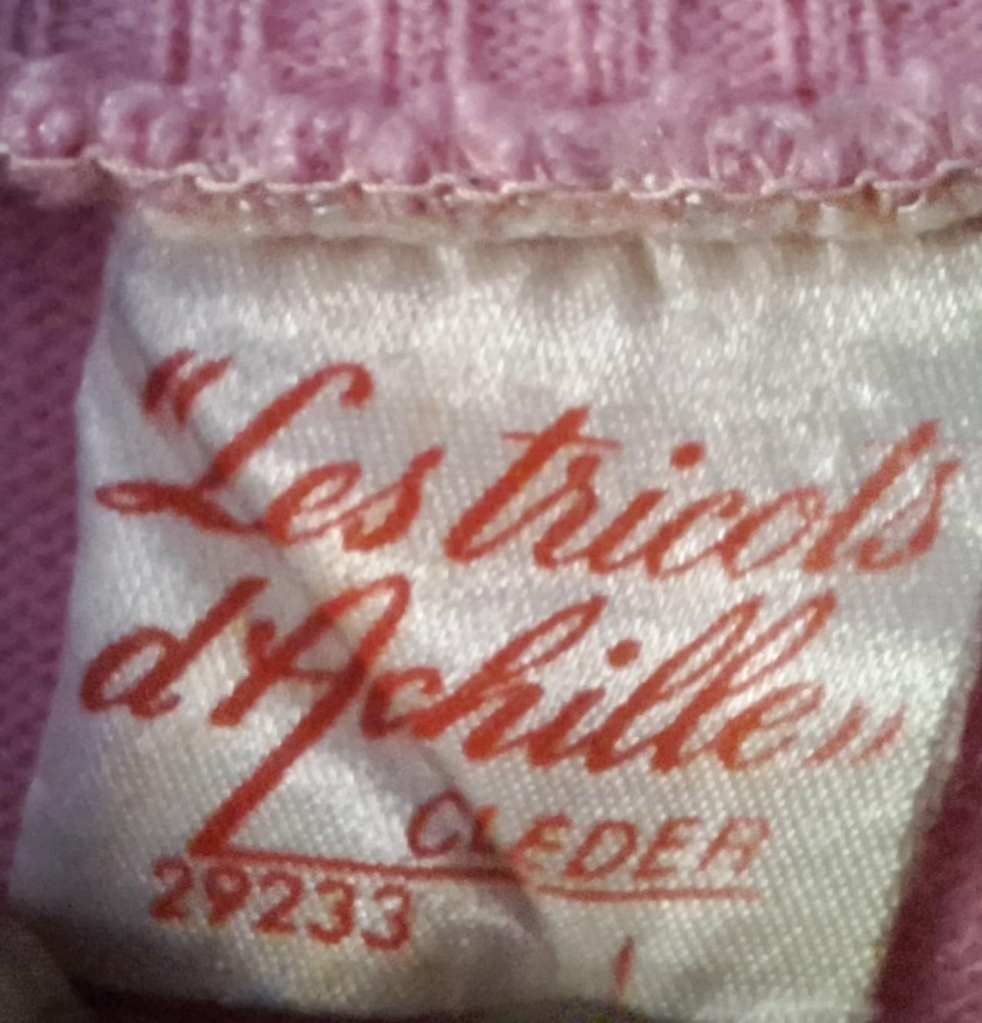 “Les tricots
d'Achille”
CLEDER
29233